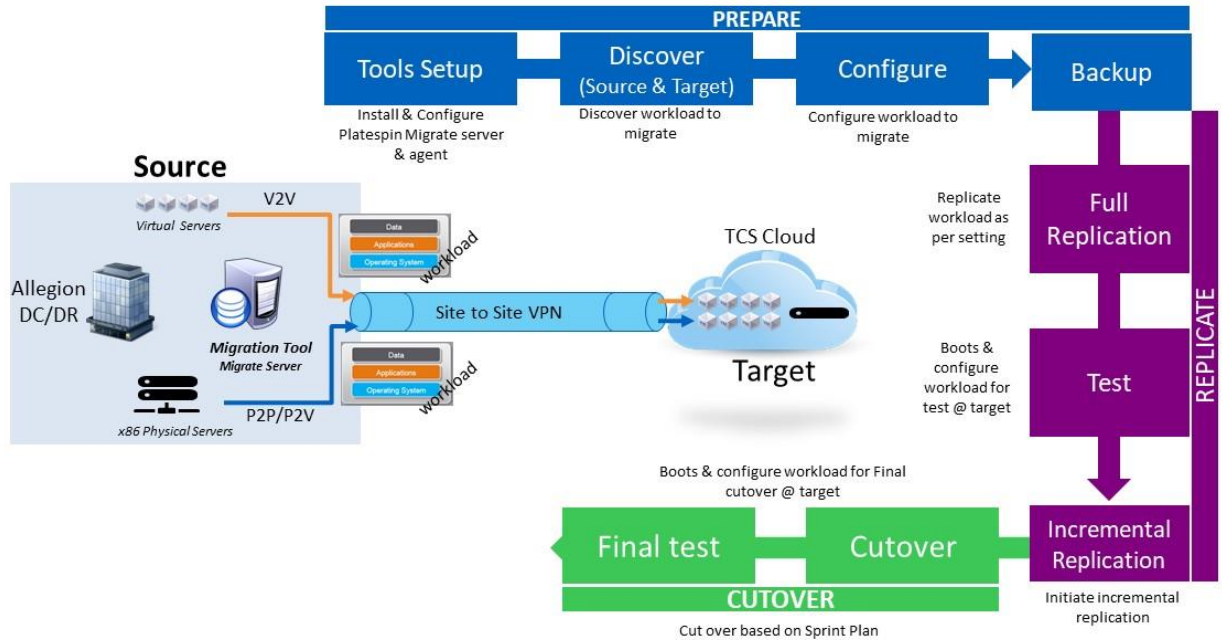 PREPARE
Tools Setup
Install & Configure
Platespin Migrate server
& agent
Discover
(Source & Target)
Discover workload to
migrate
Configure
Configure workload to
migrate
Backup
Source
V2V
Virtual Servers
Allegion
DC/DR
Migration Tool
Migrate Server
P2P/P2V
x86 Physical Servers
Data
Applications
Operating System
workload
Site to Site VPN
Data
Applications
Operating System
workload
TCS Cloud
Target
Replicate
workload as
per setting
Full
Replication
Boots &
configure
workload for
test @ target
Test
REPLICATE
Incremental
Replication
Initiate incremental
replication
Boots & configure workload for Final
cutover @ target
Final test
Cutover
CUTOVER
Cut over based on Sprint Plan